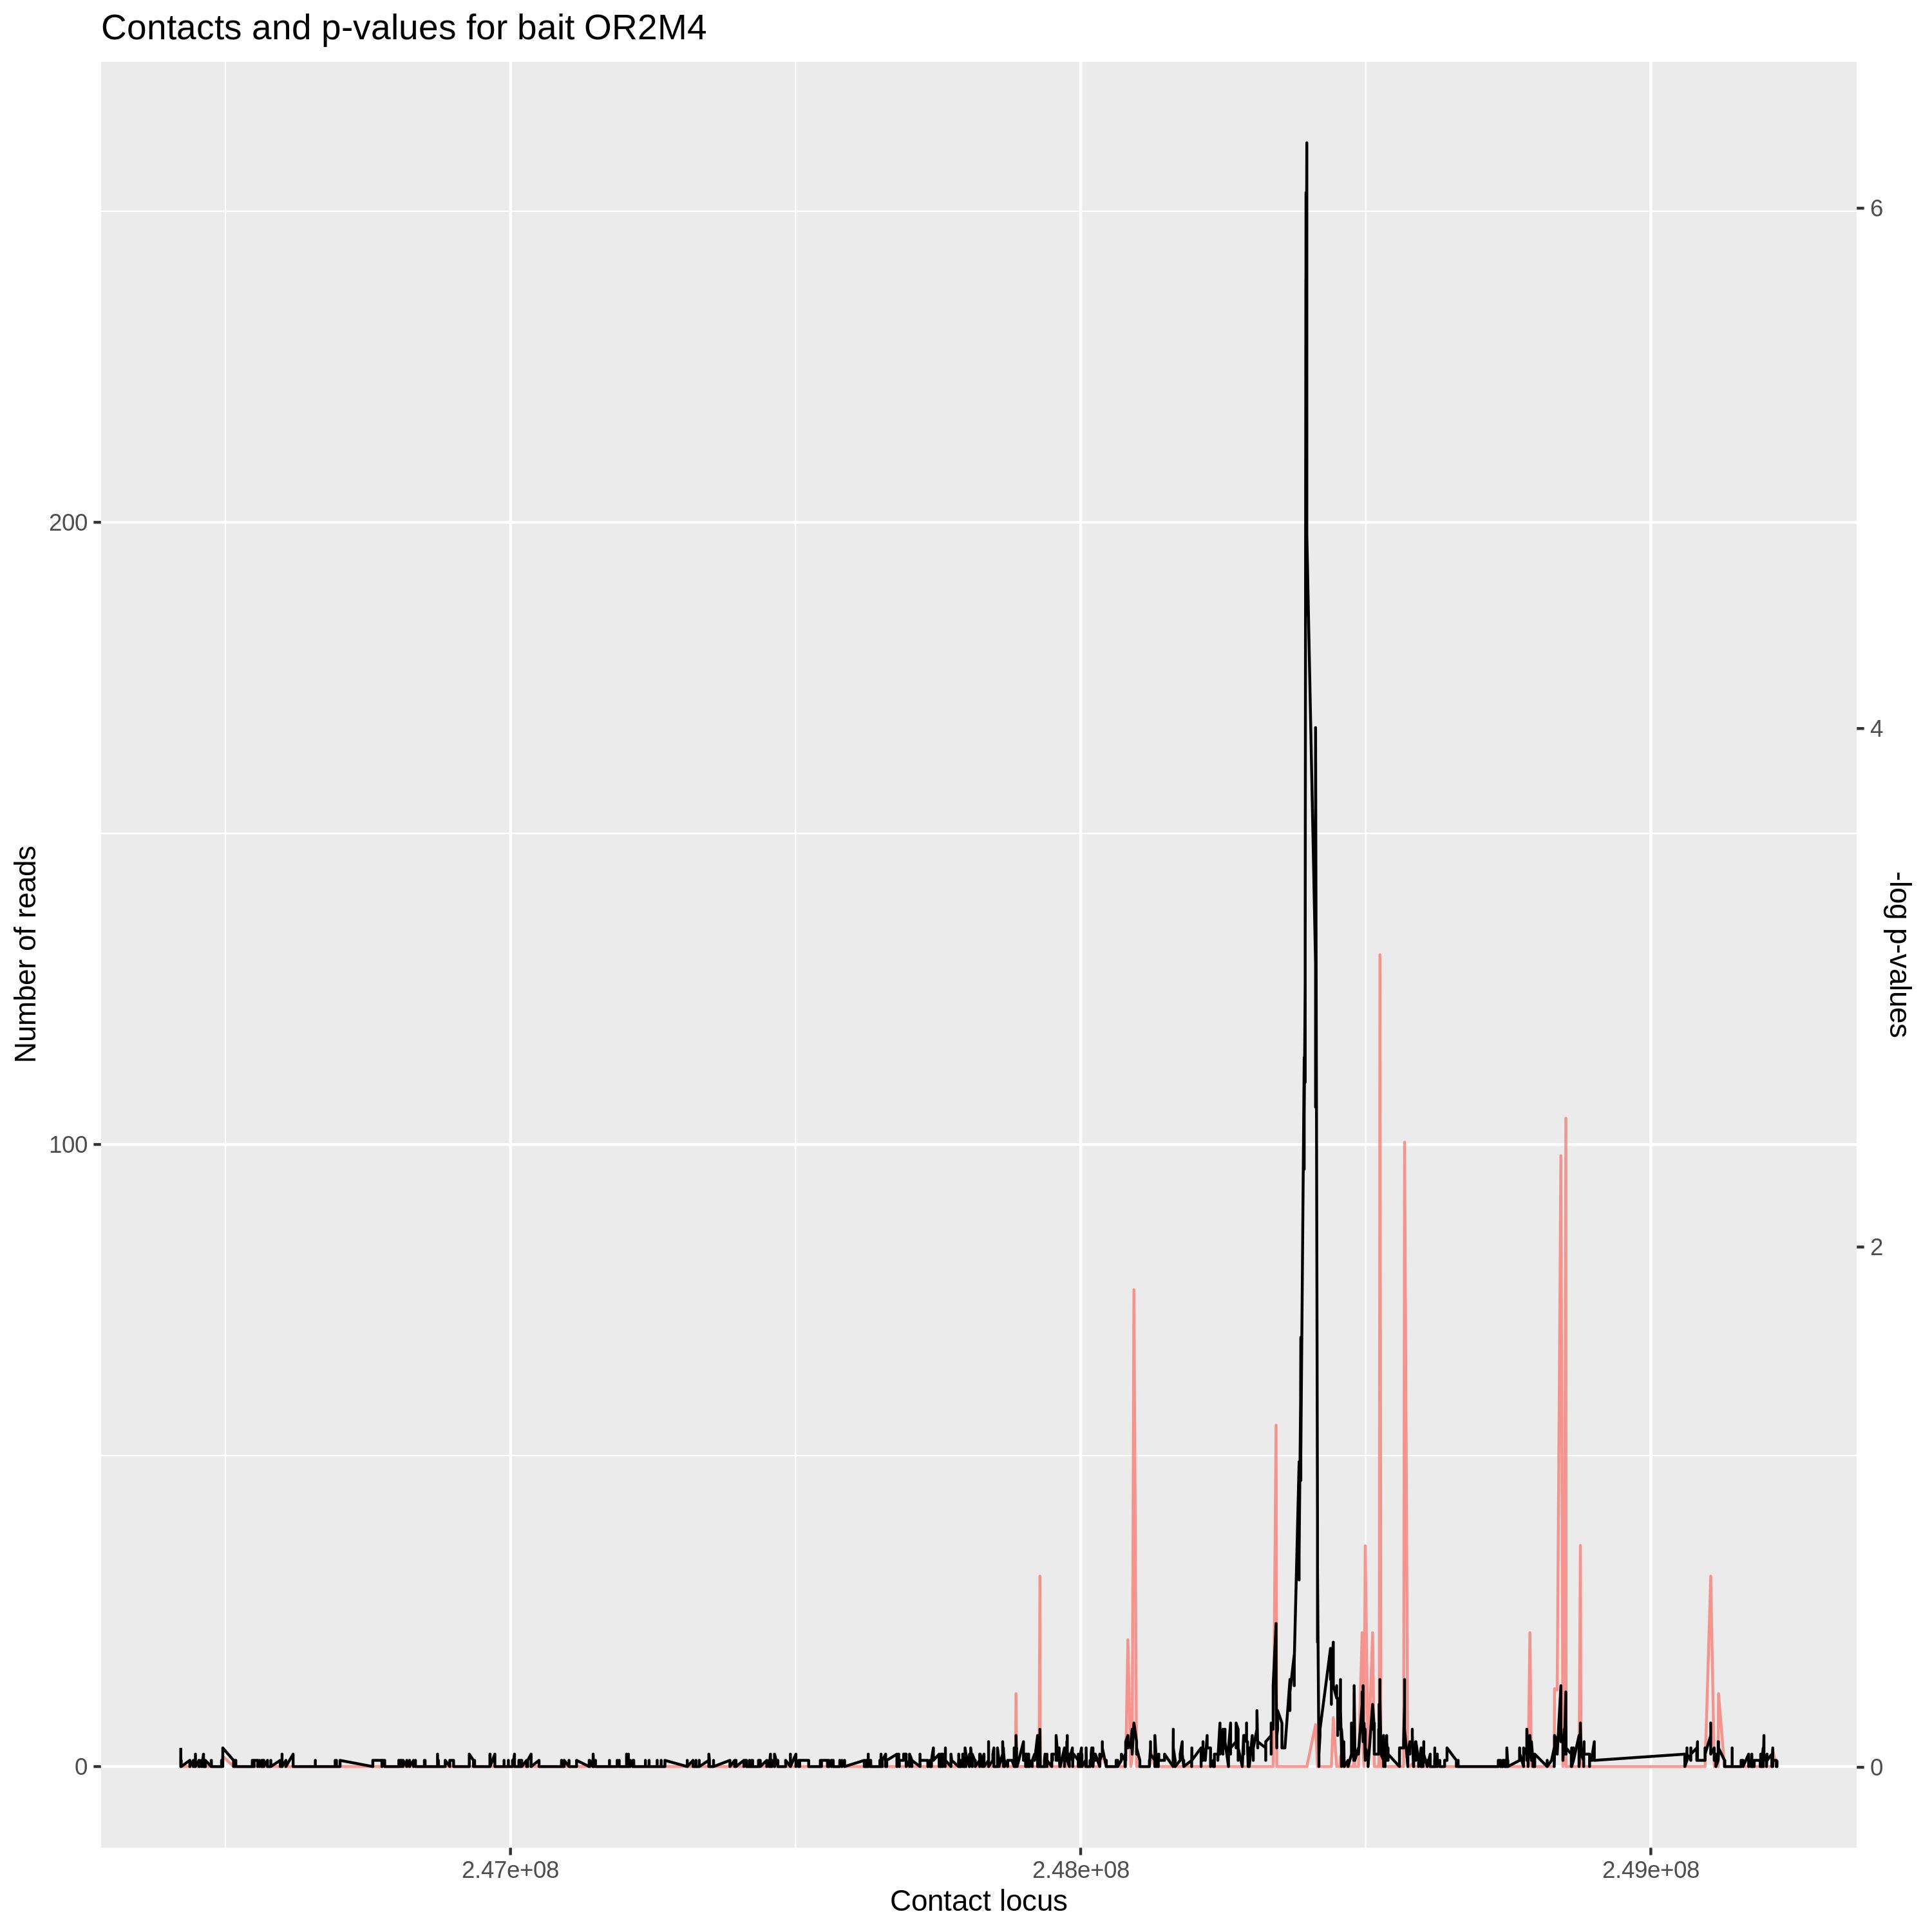 Contacts and p-values for bait OR2M4
Number of reads
200
100
0
6
4
2
0
-log p-values
2.47e+08
2.48e+08
2.49e+08
Contact locus